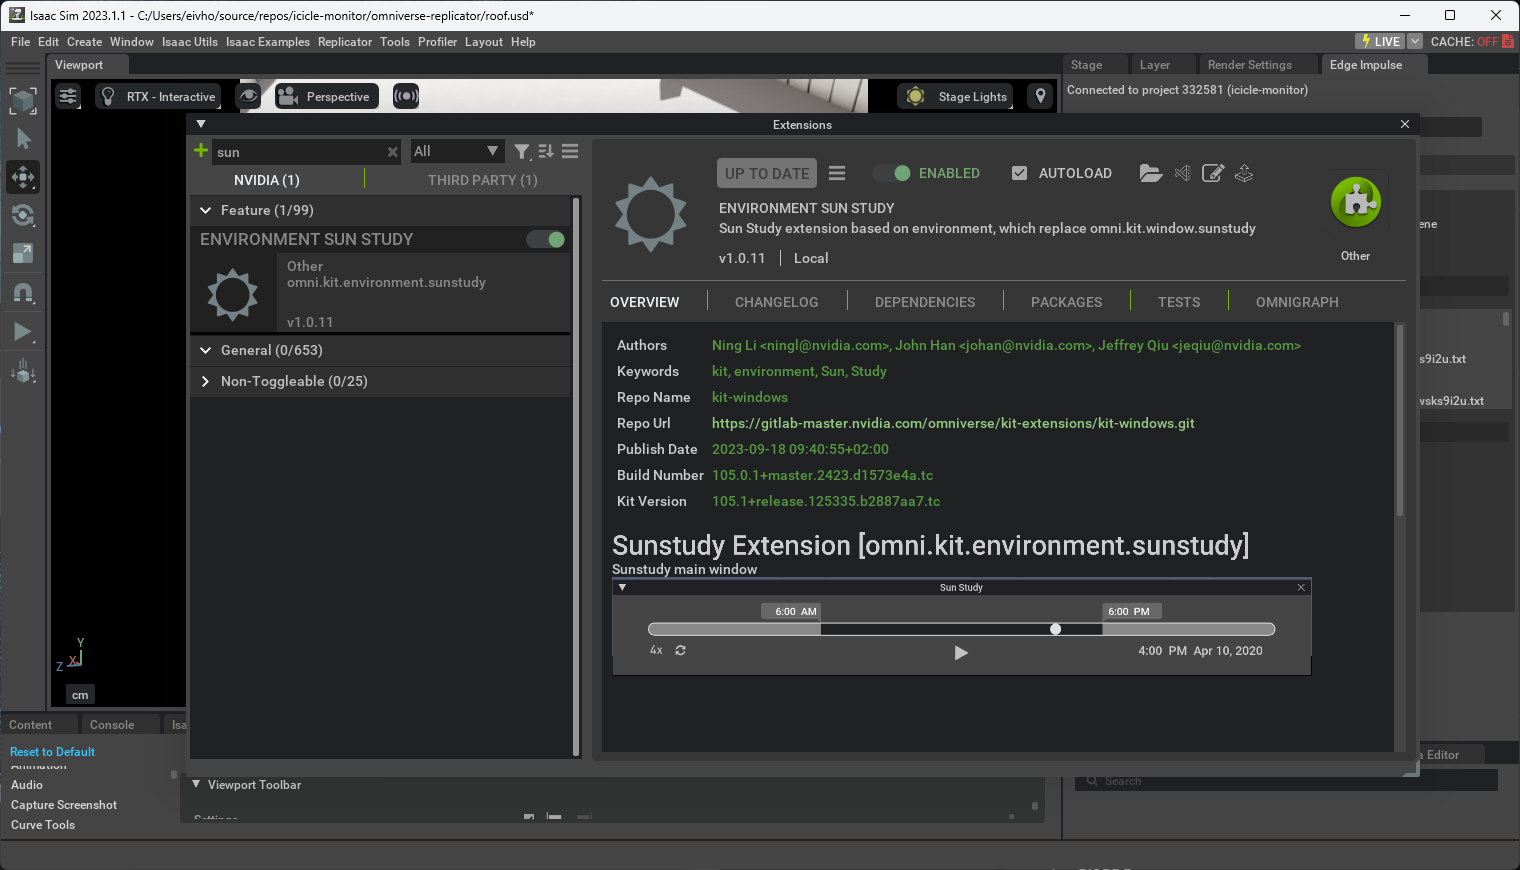 Isaac Sim 2023.1.1 - C:/Users/eivho/source/repos/icicle-monitor/omniverse-replicator/roof.usd*
File Edit Create Window Isaac Utils Isaac Examples Replicator Tools Profiler Layout Help
LIVE CACHE: OFF
Viewport
Stage Layer Render Settings Edge Impulse
RTX - Interactive Perspective Stage Lights
Connected to project 332581 (icicle-monitor)
Extensions
sun All
NVIDIA (1) THIRD PARTY (1)
Feature (1/99)
ENVIRONMENT SUN STUDY
Other
omni.kit.environment.sunstudy
v1.0.11
General (0/653)
Non-Toggleable (0/25)
UP TO DATE ENABLED AUTOLOAD
ENVIRONMENT SUN STUDY
Sun Study extension based on environment, which replace omni.kit.window.sunstudy
v1.0.11 Local
Other
OVERVIEW CHANGELOG DEPENDENCIES PACKAGES TESTS OMNIGRAPH
Authors Ning Li <ningl@nvidia.com>, John Han <johan@nvidia.com>, Jeffrey Qiu <jeqiu@nvidia.com>
Keywords kit, environment, Sun, Study
Repo Name kit-windows
Repo Url https://gitlab-master.nvidia.com/omniverse/kit-extensions/kit-windows.git
Publish Date 2023-09-18 09:40:55+02:00
Build Number 105.0.1+master.2423.d1573e4a.tc
Kit Version 105.1+release.125335.b2887aa7.tc
Sunstudy Extension [omni.kit.environment.sunstudy]
Sunstudy main window
Sun Study
6:00 AM 6:00 PM
4x 4:00 PM Apr 10, 2020
ene
s9i2u.txt
vsks9i2u.txt
Y
Z X
cm
Content Console Isa
Reset to Default
Animation
Audio
Capture Screenshot
Curve Tools
Viewport Toolbar
Settings
a Editor
Search